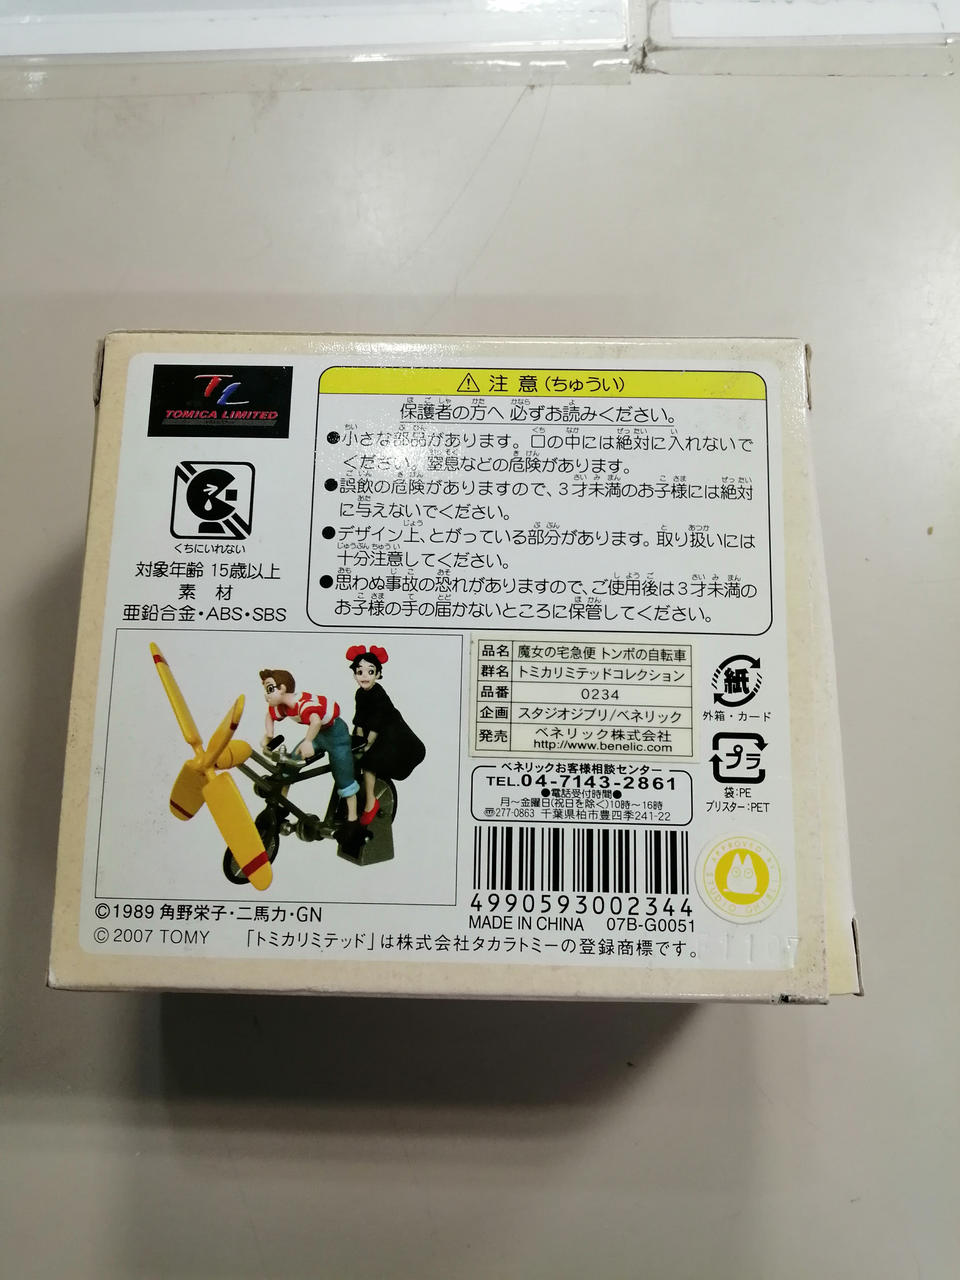 TC
TOMICA LIMITED
くちにいれない
対象年齢 15歳以上
素 材
亜鉛合金・ABS・SBS
注 意(ちゅうい)
保護者の方へ 必ずお読みください。
●小さな部品があります。口の中には絶対に入れないで
ください。窒息などの危険があります。
●誤飲の危険がありますので、3才未満のお子様には絶対
に与えないでください。
●デザイン上、とがっている部分があります。取り扱いには
十分注意してください。
●思わぬ事故の恐れがありますので、ご使用後は3才未満の
お子様の手の届かないところに保管してください。
品名 魔女の宅急便 トンボの自転車
群名 トミカリミテッドコレクション
品番 0234
企画 スタジオジブリ/ベネリック
発売 ベネリック株式会社
http://www.benelic.com
ベネリックお客様相談センター
TEL.04-7143-2861
●電話受付時間●
月〜金曜日(祝日を除く)10時〜16時
〒277-0863 千葉県柏市豊四季241-22
紙
外箱・カード
プラ
袋:PE
ブリスター:PET
APPROVED BY STUDIO GHIBLI
4990593002344
MADE IN CHINA 07B-G0051
©1989 角野栄子・二馬力・GN
© 2007 TOMY 「トミカリミテッド」は株式会社タカラトミーの登録商標です。